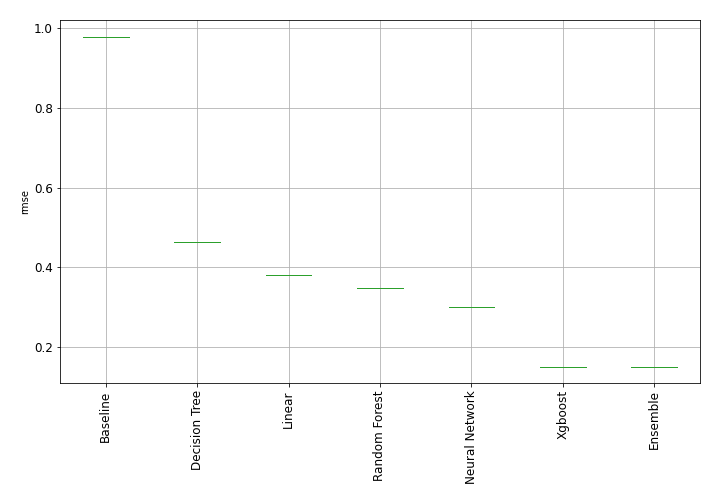 1.0
0.8
0.6
0.4
0.2
rmse
Baseline
Decision Tree
Linear
Random Forest
Neural Network
Xgboost
Ensemble